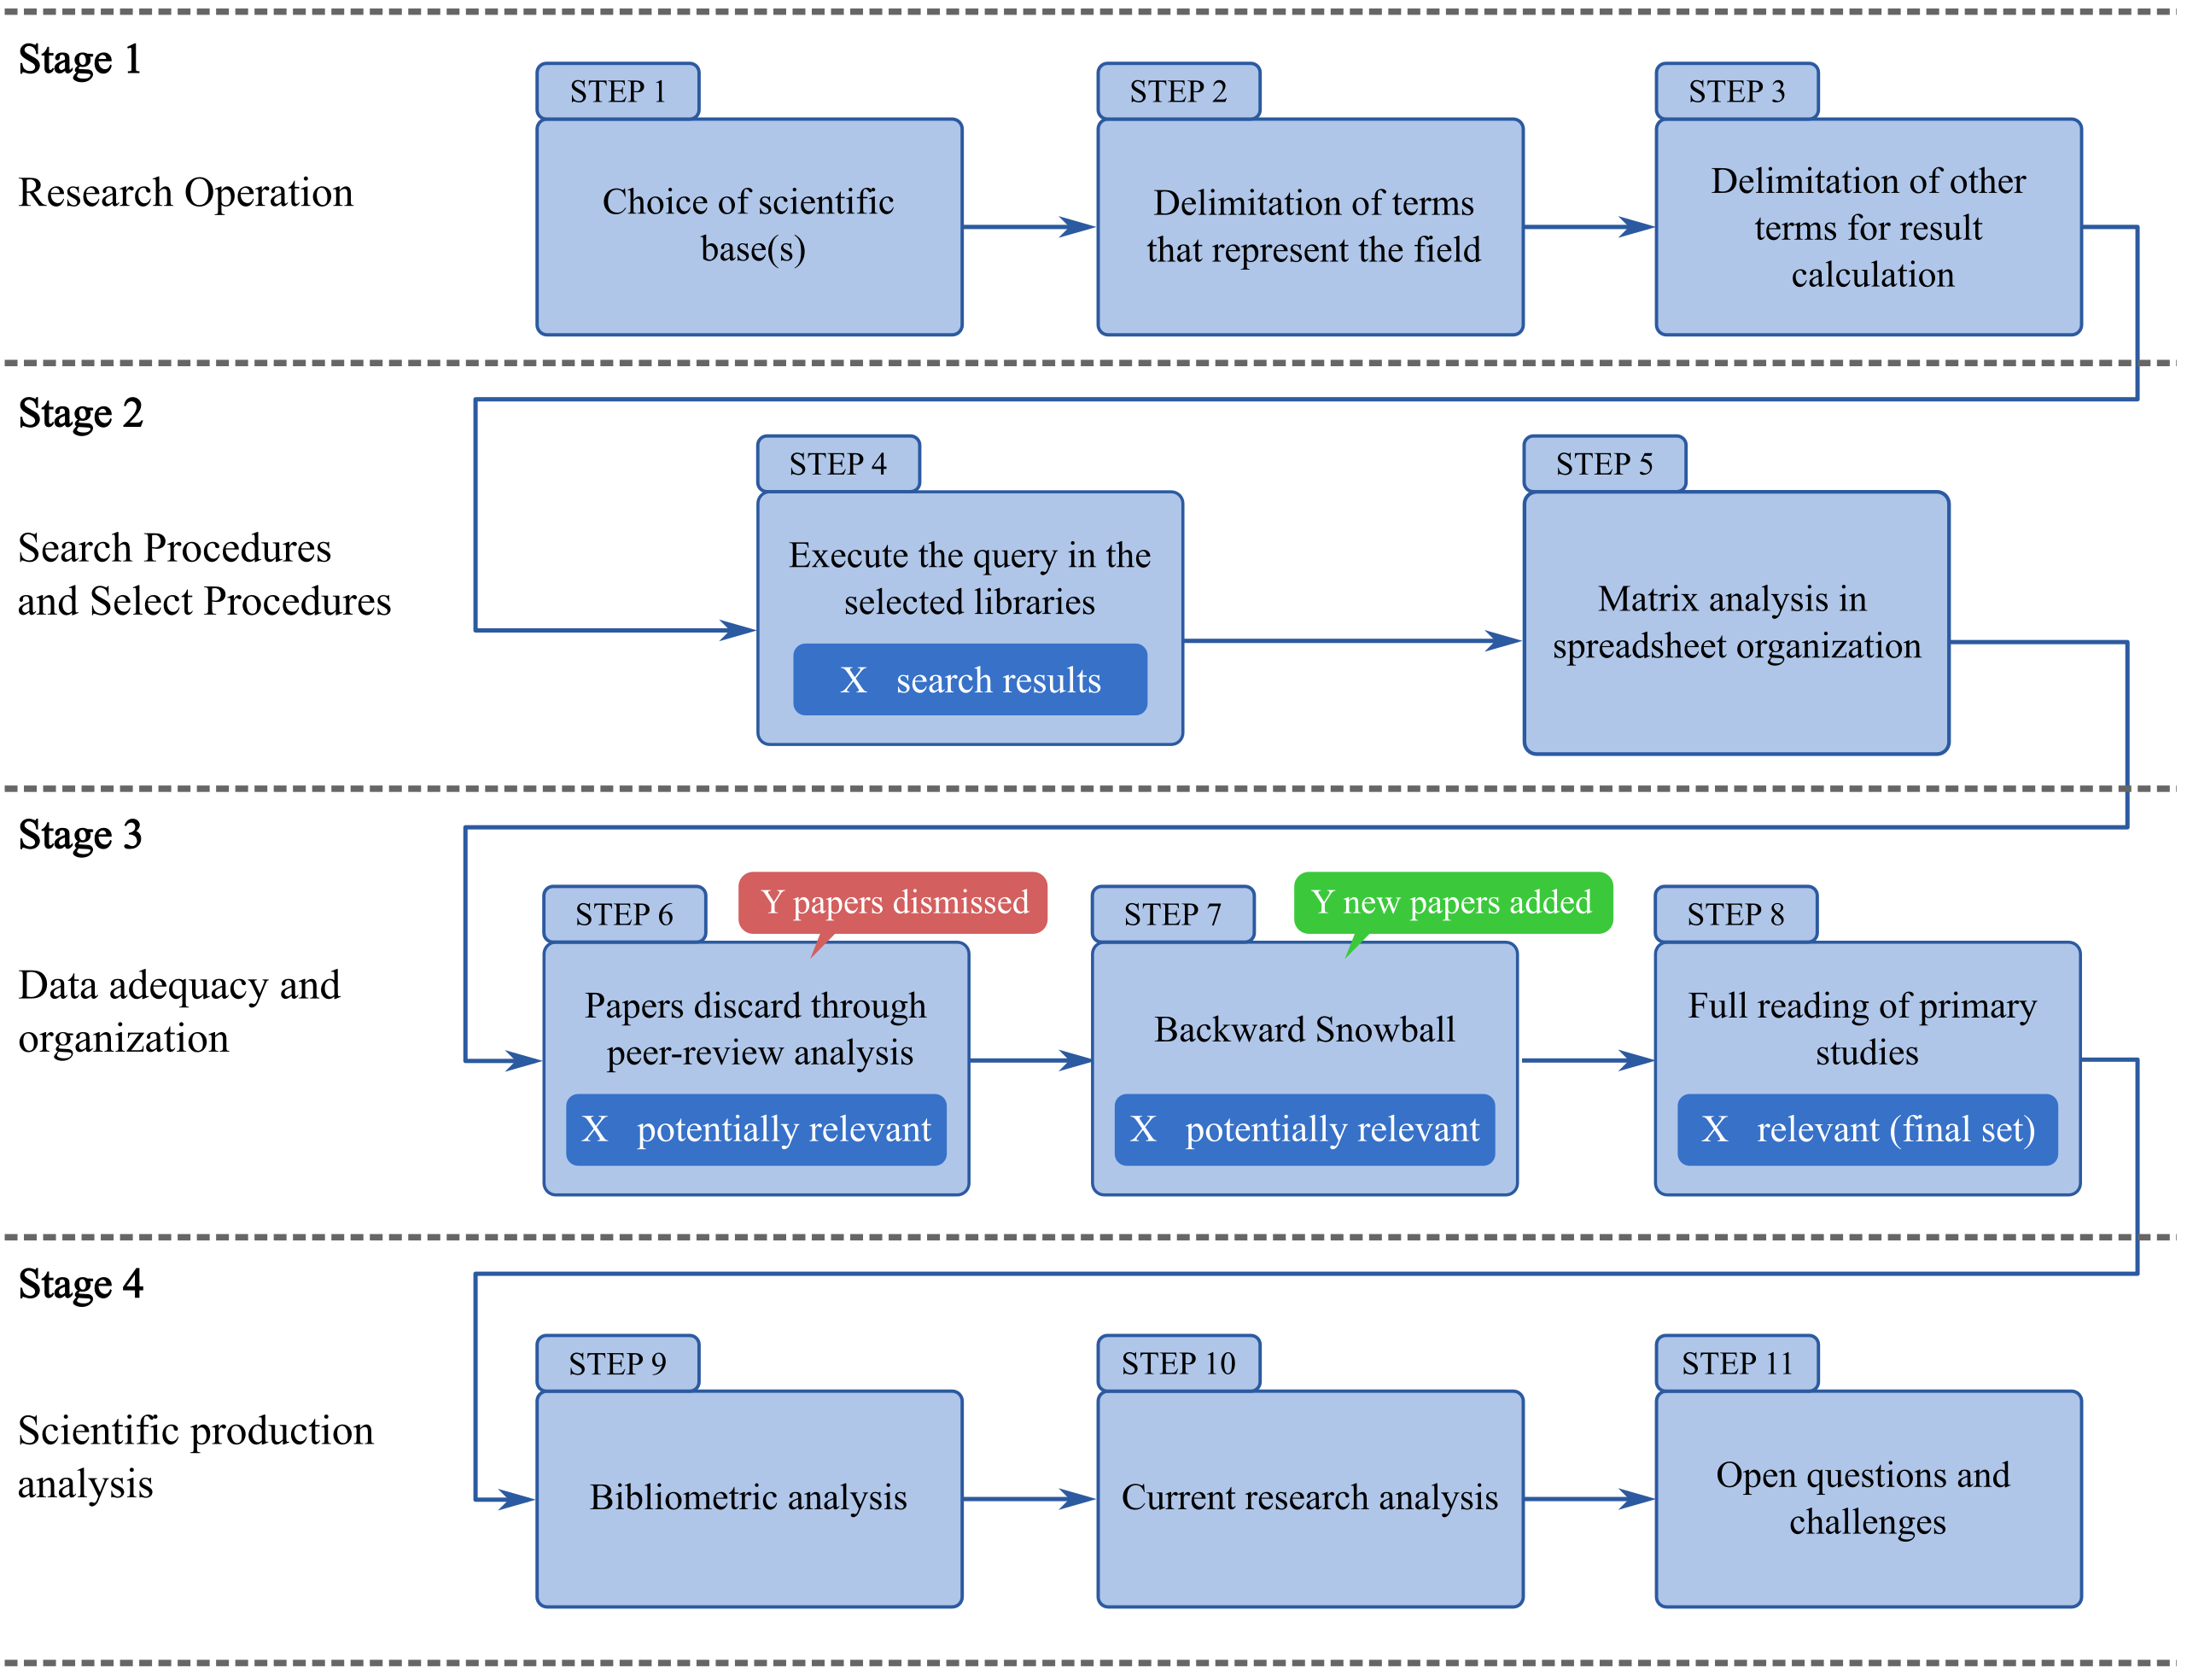 Stage 1
Research Operation
STEP 1
Choice of scientific
base(s)
STEP 2
Delimitation of terms
that represent the field
STEP 3
Delimitation of other
terms for result
calculation
Stage 2
Search Procedures
and Select Procedures
STEP 4
Execute the query in the
selected libraries
X search results
STEP 5
Matrix analysis in
spreadsheet organization
Stage 3
Data adequacy and
organization
STEP 6
Y papers dismissed
Papers discard through
peer-review analysis
X potentially relevant
STEP 7
Y new papers added
Backward Snowball
X potentially relevant
STEP 8
Full reading of primary
studies
X relevant (final set)
Stage 4
Scientific production
analysis
STEP 9
Bibliometric analysis
STEP 10
Current research analysis
STEP 11
Open questions and
challenges